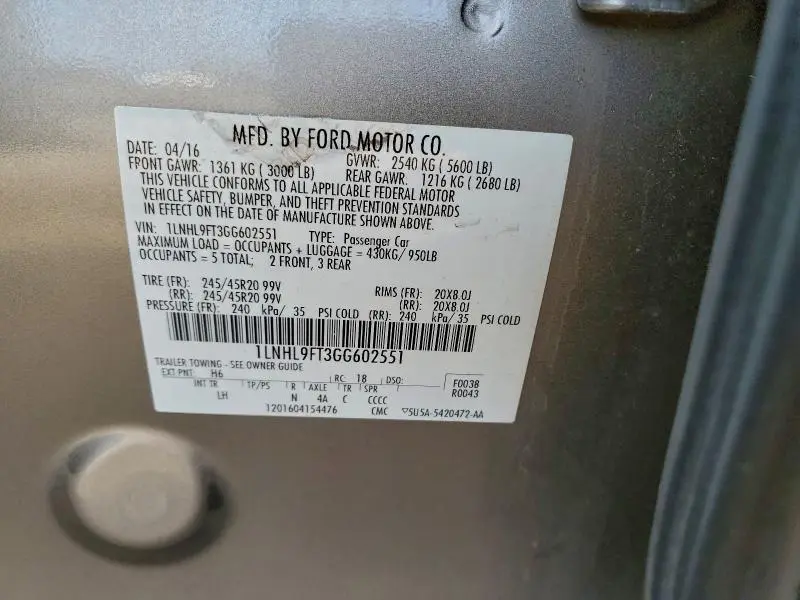 MFD. BY FORD MOTOR CO.
DATE: 04/16 GVWR: 2540 KG ( 5600 LB)
FRONT GAWR: 1361 KG ( 3000 LB) REAR GAWR: 1216 KG ( 2680 LB)
THIS VEHICLE CONFORMS TO ALL APPLICABLE FEDERAL MOTOR
VEHICLE SAFETY, BUMPER, AND THEFT PREVENTION STANDARDS
IN EFFECT ON THE DATE OF MANUFACTURE SHOWN ABOVE.
VIN: 1LNHL9FT3GG602551 TYPE: Passenger Car
MAXIMUM LOAD = OCCUPANTS + LUGGAGE = 430KG/ 950LB
OCCUPANTS = 5 TOTAL; 2 FRONT, 3 REAR
TIRE (FR): 245/45R20 99V RIMS (FR): 20X8.0J
(RR): 245/45R20 99V (RR): 20X8.0J
PRESSURE (FR): 240 kPa/ 35 PSI COLD (RR): 240 kPa/ 35 PSI COLD
1LNHL9FT3GG602551
TRAILER TOWING - SEE OWNER GUIDE
EXT PNT: H6 RC: 18 DSO: F0038
INT TR TP/PS R AXLE TR SPR R0043
LH N 4A C CCCC
1201604154476 CMC ▽5U5A-5420472-AA